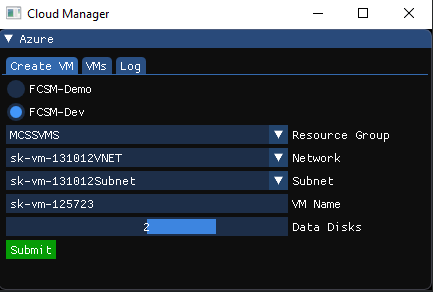 Cloud Manager
Azure
Create VM VMs Log
FCSM-Demo
FCSM-Dev
MCSSVMS Resource Group
sk-vm-131012VNET Network
sk-vm-131012Subnet Subnet
sk-vm-125723 VM Name
2 Data Disks
Submit